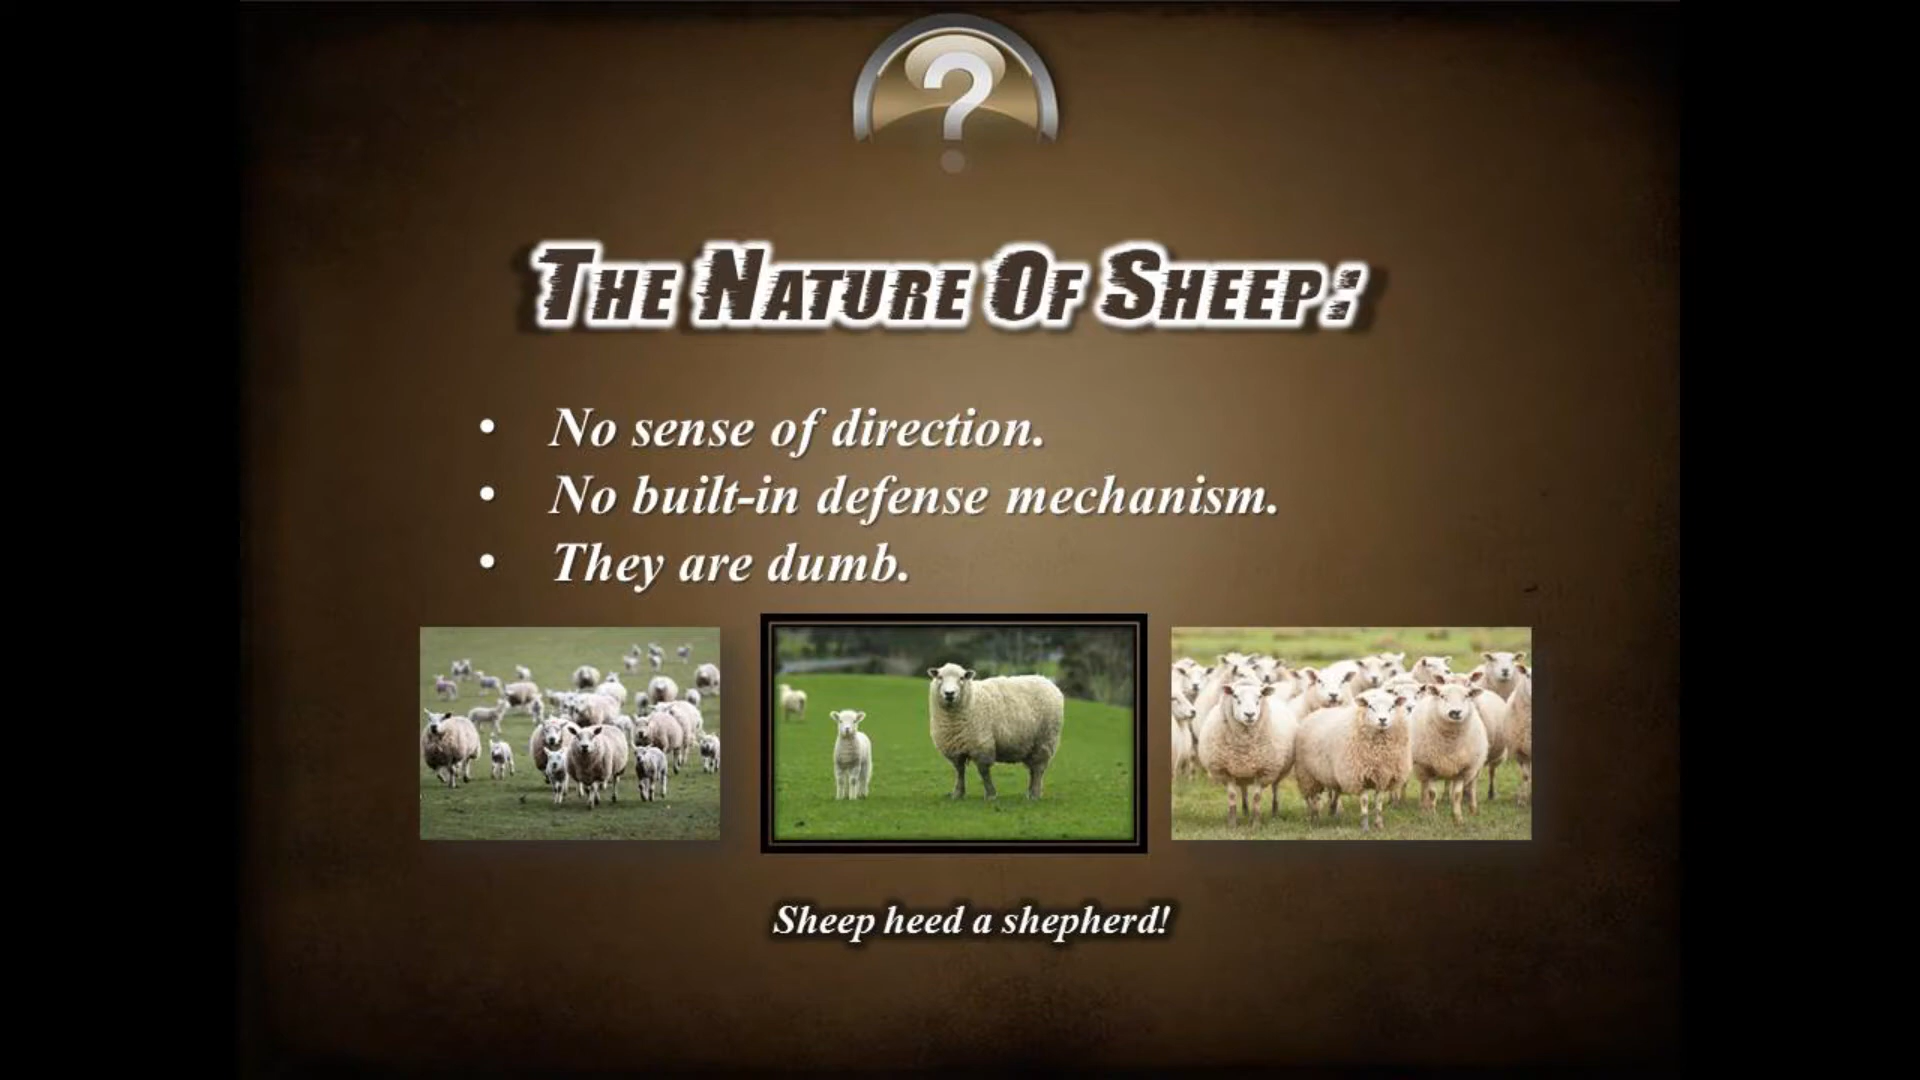 ?
The Nature Of Sheep:
• No sense of direction.
• No built-in defense mechanism.
• They are dumb.
Sheep heed a shepherd!